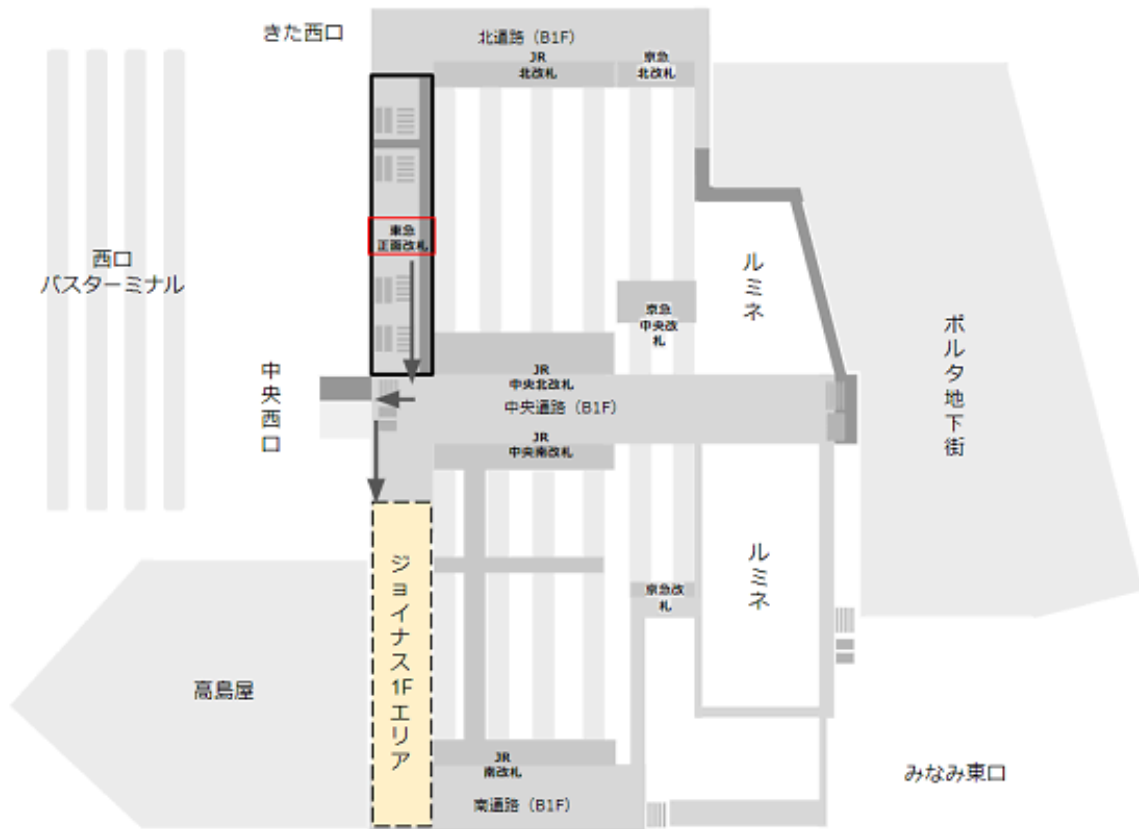 きた西口
北通路（B1F）
JR
北改札
京急
北改札
東急
正面改札
西口
バスターミナル
ルミネ
京急
中央改
札
ポルタ地下街
中央西口
JR
中央北改札
中央通路（B1F）
JR
中央南改札
ジョイナス1Fエリア
ルミネ
京急改
札
高島屋
JR
南改札
南通路（B1F）
みなみ東口